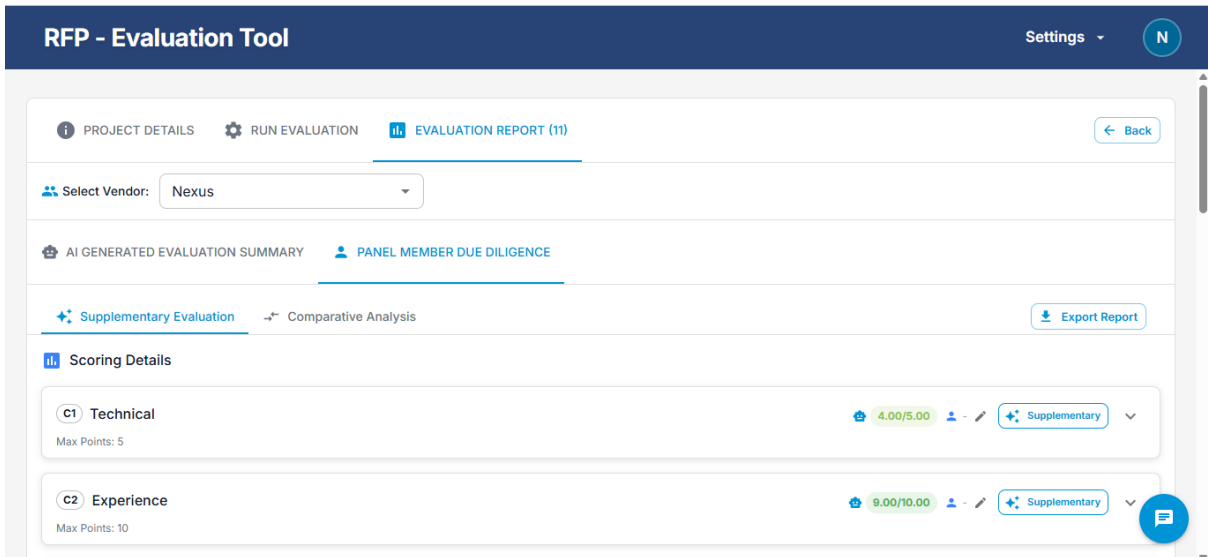 RFP - Evaluation Tool
Settings
N
PROJECT DETAILS
RUN EVALUATION
EVALUATION REPORT (11)
Back
Select Vendor:
Nexus
AI GENERATED EVALUATION SUMMARY
PANEL MEMBER DUE DILIGENCE
Supplementary Evaluation
Comparative Analysis
Export Report
Scoring Details
C1 Technical
4.00/5.00
-
Supplementary
Max Points: 5
C2 Experience
9.00/10.00
-
Supplementary
Max Points: 10